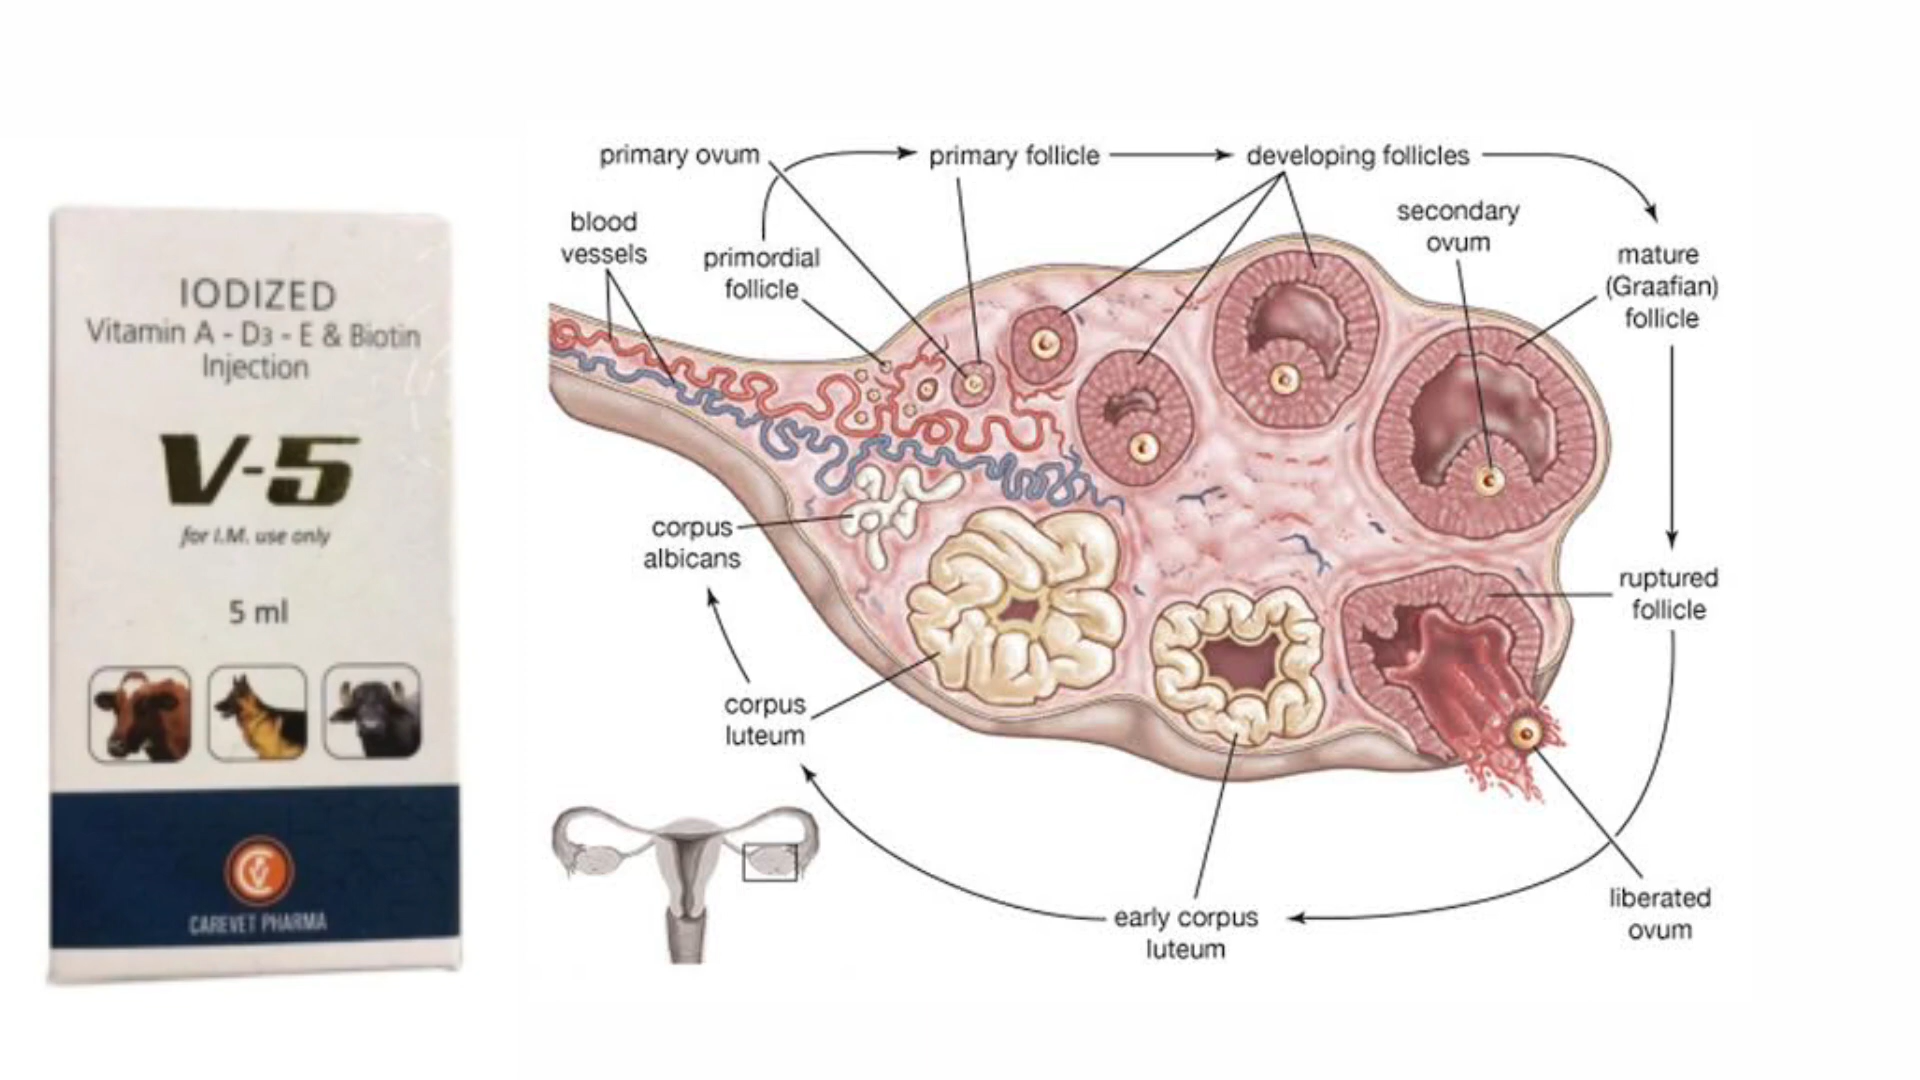 IODIZED
Vitamin A - D3 - E & Biotin
Injection
V-5
for I.M. use only
5 ml
CV
CAREVET PHARMA
primary ovum
primary follicle
developing follicles
blood
vessels
primordial
follicle
secondary
ovum
mature
(Graafian)
follicle
corpus
albicans
ruptured
follicle
corpus
luteum
early corpus
luteum
liberated
ovum